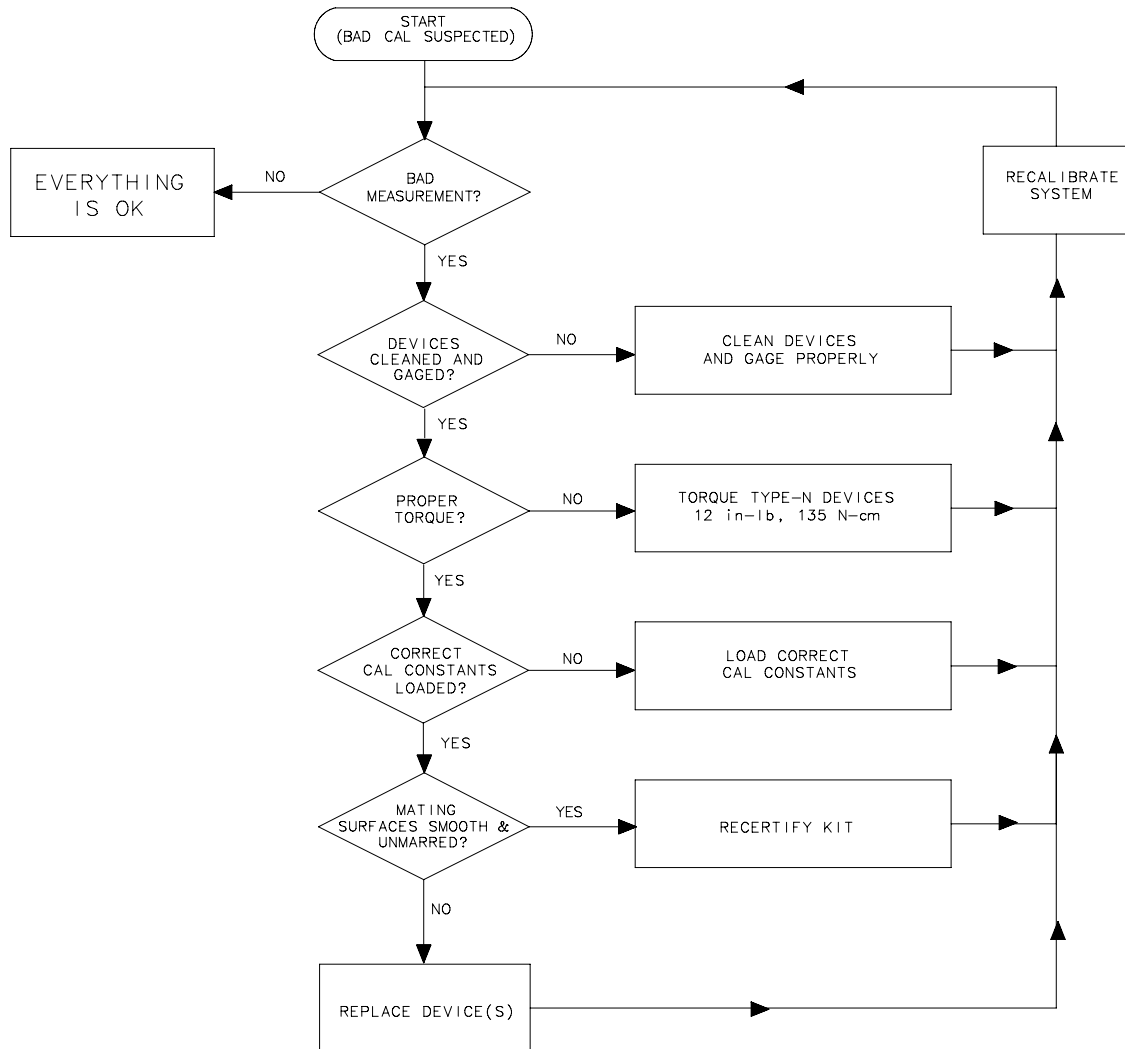 START
(BAD CAL SUSPECTED)
EVERYTHING
IS OK
NO
BAD
MEASUREMENT?
RECALIBRATE
SYSTEM
YES
DEVICES
CLEANED AND
GAGED?
NO
CLEAN DEVICES
AND GAGE PROPERLY
YES
PROPER
TORQUE?
NO
TORQUE TYPE-N DEVICES
12 in-lb, 135 N-cm
YES
CORRECT
CAL CONSTANTS
LOADED?
NO
LOAD CORRECT
CAL CONSTANTS
YES
MATING
SURFACES SMOOTH &
UNMARRED?
YES
RECERTIFY KIT
NO
REPLACE DEVICE(S)